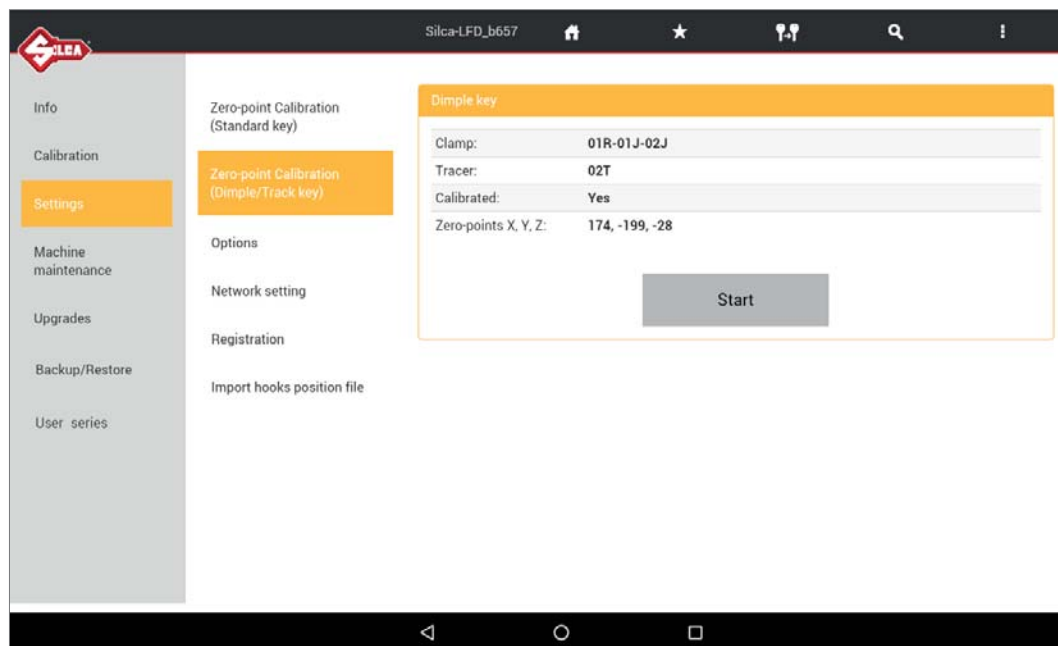 SILCA
Silca-LFD_b657
Info
Calibration
Settings
Machine
maintenance
Upgrades
Backup/Restore
User series
Zero-point Calibration
(Standard key)
Zero-point Calibration
(Dimple/Track key)
Options
Network setting
Registration
Import hooks position file
Dimple key
Clamp: 01R-01J-02J
Tracer: 02T
Calibrated: Yes
Zero-points X, Y, Z: 174, -199, -28
Start